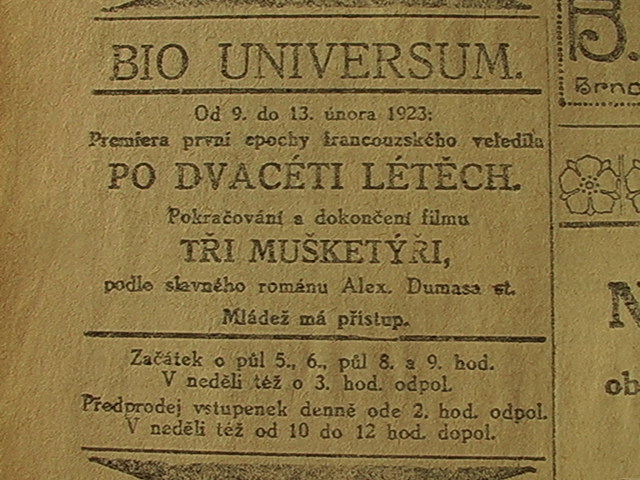 BIO UNIVERSUM.
Od 9. do 13. února 1923:
Premiera první epochy francouzského veledíla
PO DVACÉTI LÉTĚCH.
Pokračování a dokončení filmu
TŘI MUŠKETÝŘI,
podle slavného románu Alex. Dumasa st.
Mládež má přístup.
Začátek o půl 5., 6., půl 8. a 9. hod.
V neděli též o 3. hod. odpol.
Předprodej vstupenek denně ode 2. hod. odpol.
V neděli též od 10 do 12 hod. dopol.
B.
Brno
N
ob